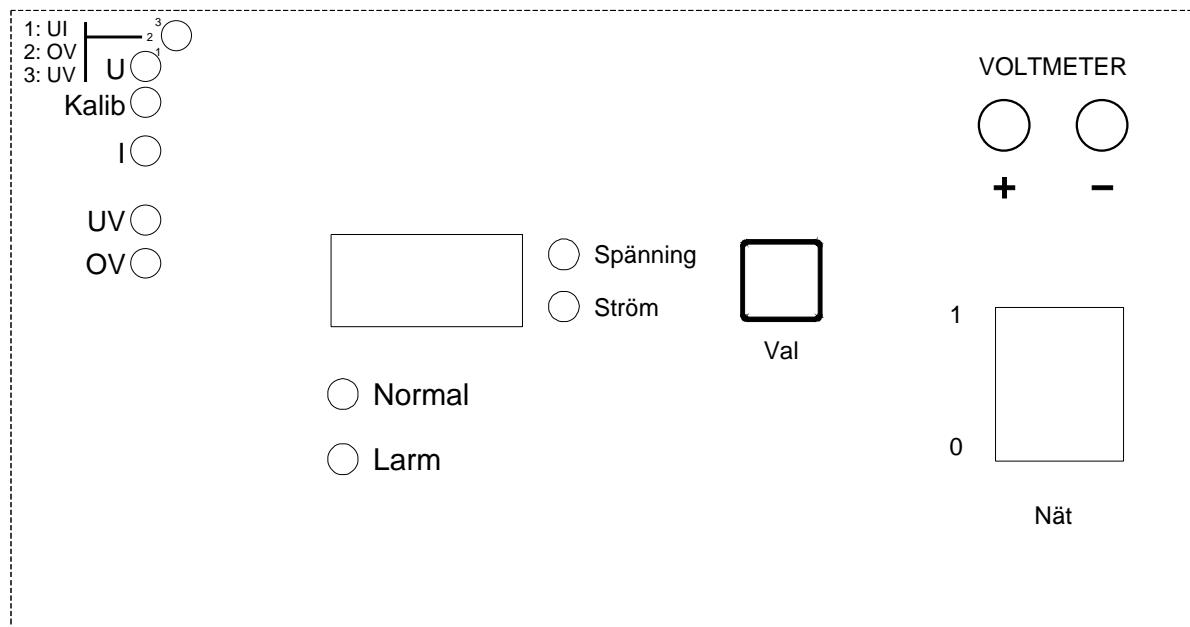 1: UI
2: OV
3: UV
3
2
1
U
Kalib
I
UV
OV
VOLTMETER
+ −
Spänning
Ström
Val
Normal
Larm
1
0
Nät